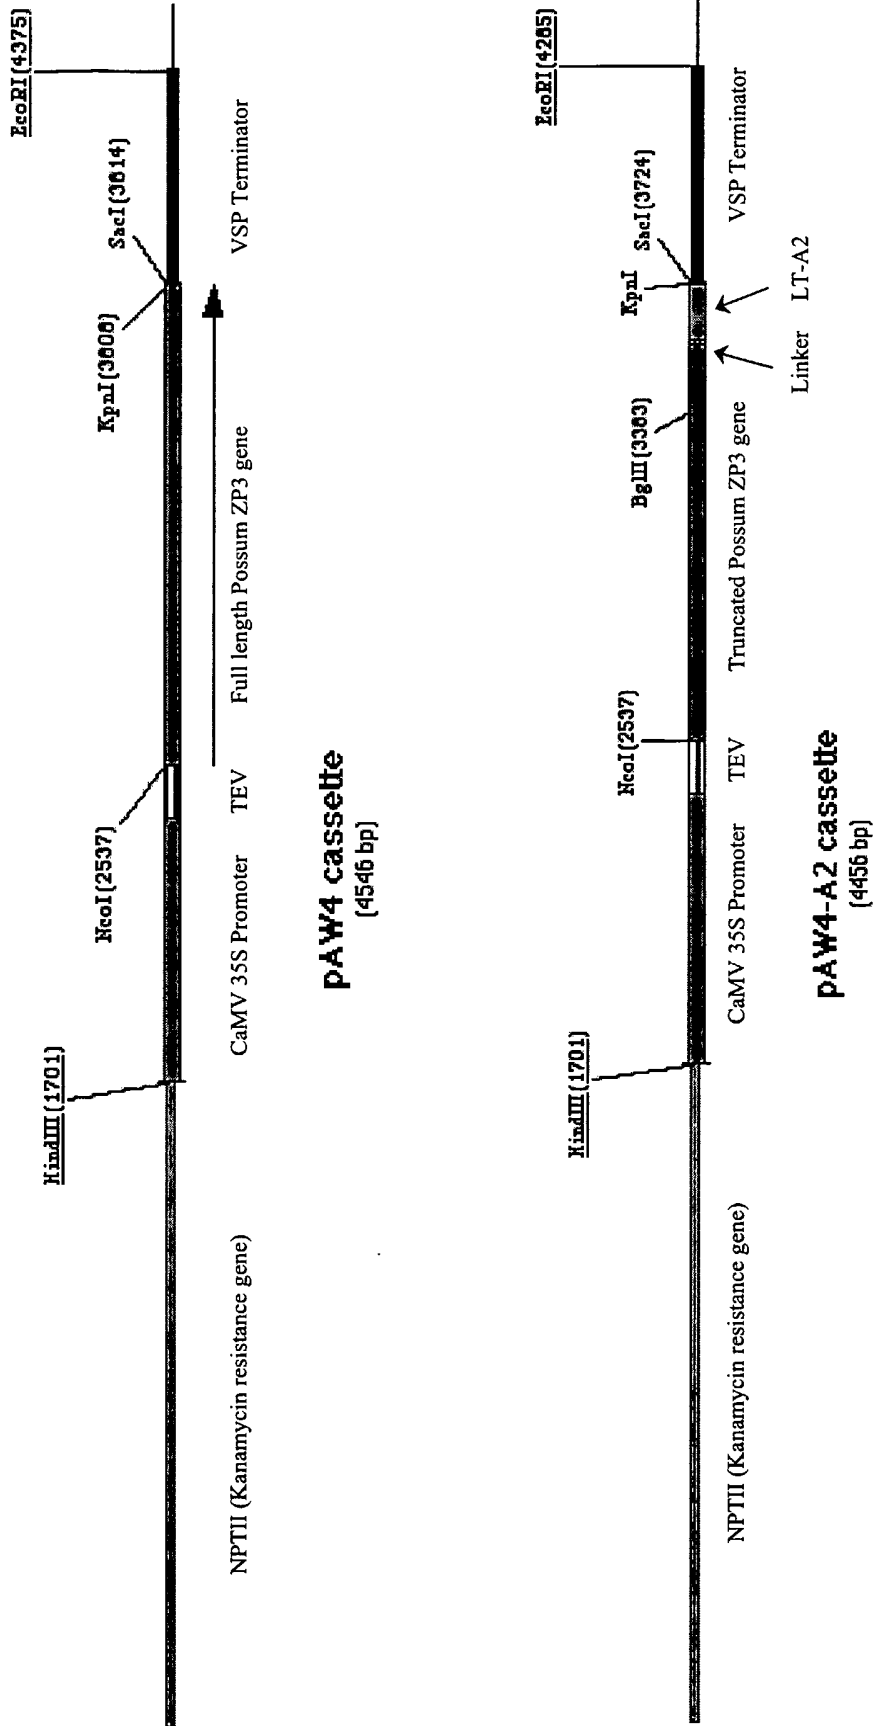 EcoRI(4375)
SacI(3814)
KpnI(3808)
NcoI(2537)
HindIII(1701)
NPTII (Kanamycin resistance gene)
CaMV 35S Promoter
TEV
Full length Possum ZP3 gene
VSP Terminator
pAW4 cassette
(4546 bp)
EcoRI(4285)
SacI(3724)
KpnI
BglII(3383)
NcoI(2537)
HindIII(1701)
NPTII (Kanamycin resistance gene)
CaMV 35S Promoter
TEV
Truncated Possum ZP3 gene
VSP Terminator
Linker
LT-A2
pAW4-A2 cassette
(4456 bp)